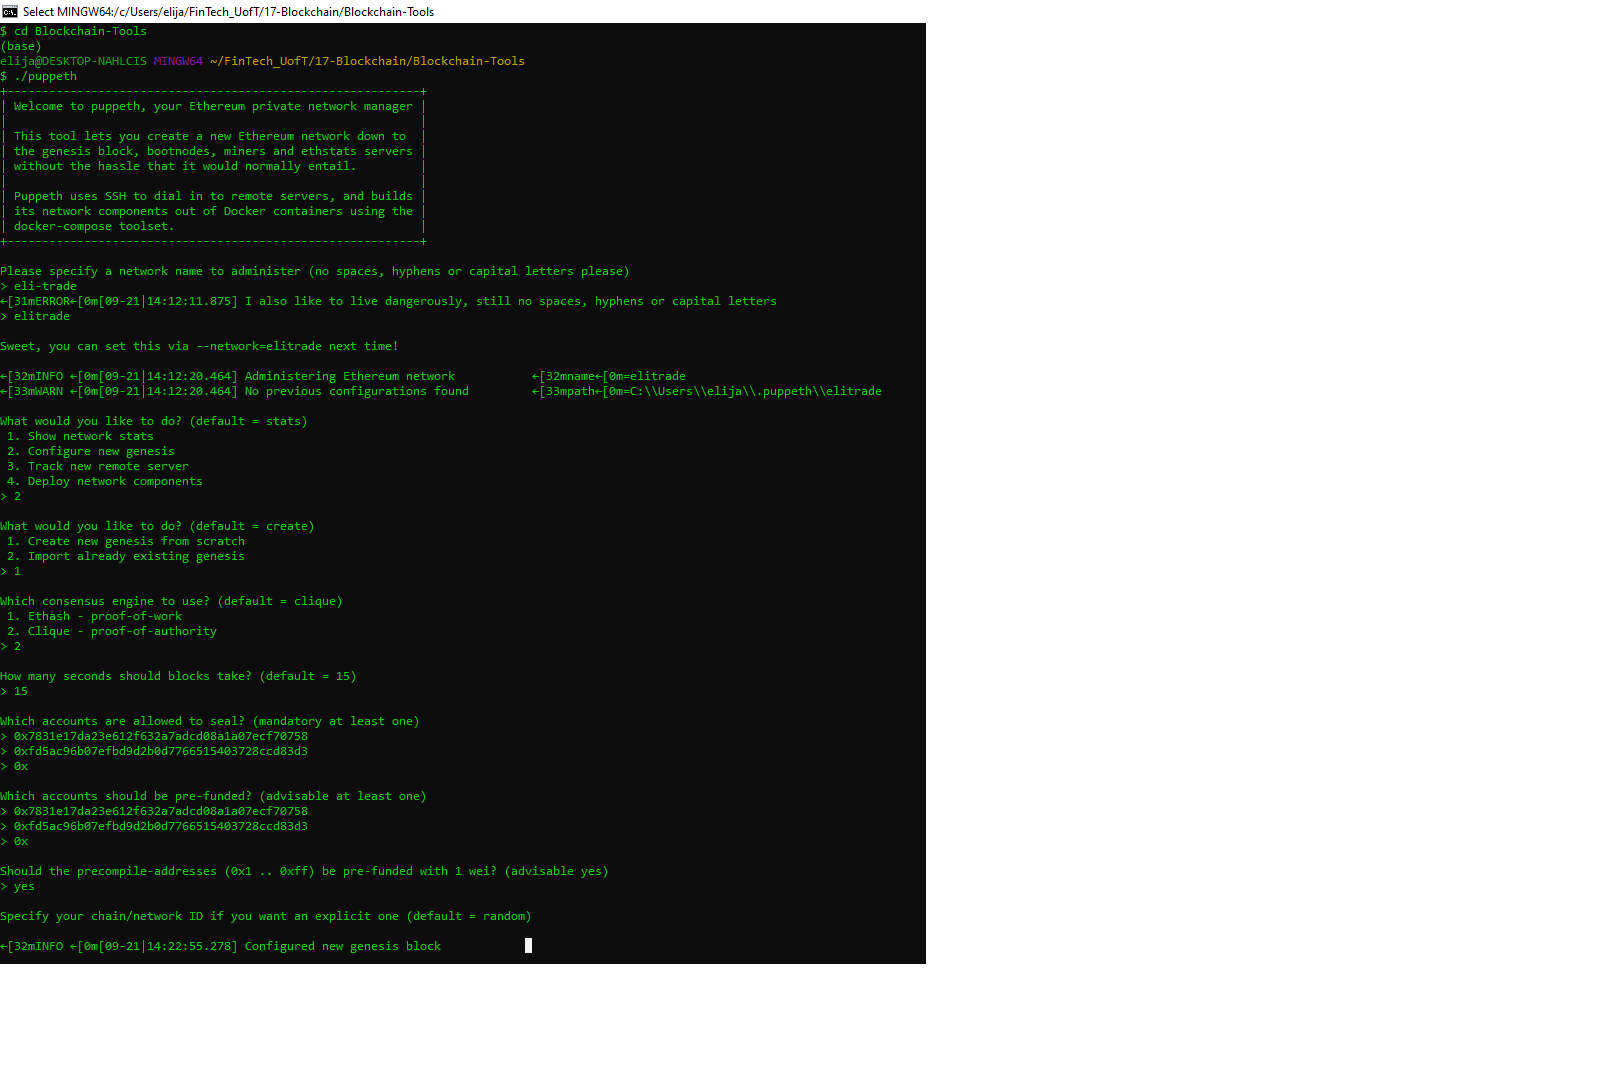 Select MINGW64:/c/Users/elija/FinTech_UofT/17-Blockchain/Blockchain-Tools
$ cd Blockchain-Tools
(base)
elija@DESKTOP-NAHLCIS MINGW64 ~/FinTech_UofT/17-Blockchain/Blockchain-Tools
$ ./puppeth
+-----------------------------------------------------------+
| Welcome to puppeth, your Ethereum private network manager |
|                                                           |
| This tool lets you create a new Ethereum network down to  |
| the genesis block, bootnodes, miners and ethstats servers |
| without the hassle that it would normally entail.         |
|                                                           |
| Puppeth uses SSH to dial in to remote servers, and builds |
| its network components out of Docker containers using the |
| docker-compose toolset.                                   |
+-----------------------------------------------------------+
Please specify a network name to administer (no spaces, hyphens or capital letters please)
> eli-trade
←[31mERROR←[0m[09-21|14:12:11.875] I also like to live dangerously, still no spaces, hyphens or capital letters
> elitrade
Sweet, you can set this via --network=elitrade next time!
←[32mINFO ←[0m[09-21|14:12:20.464] Administering Ethereum network           ←[32mname←[0m=elitrade
←[33mWARN ←[0m[09-21|14:12:20.464] No previous configurations found         ←[33mpath←[0m=C:\\Users\\elija\\.puppeth\\elitrade
What would you like to do? (default = stats)
 1. Show network stats
 2. Configure new genesis
 3. Track new remote server
 4. Deploy network components
> 2
What would you like to do? (default = create)
 1. Create new genesis from scratch
 2. Import already existing genesis
> 1
Which consensus engine to use? (default = clique)
 1. Ethash - proof-of-work
 2. Clique - proof-of-authority
> 2
How many seconds should blocks take? (default = 15)
> 15
Which accounts are allowed to seal? (mandatory at least one)
> 0x7831e17da23e612f632a7adcd08a1a07ecf70758
> 0xfd5ac96b07efbd9d2b0d7766515403728ccd83d3
> 0x
Which accounts should be pre-funded? (advisable at least one)
> 0x7831e17da23e612f632a7adcd08a1a07ecf70758
> 0xfd5ac96b07efbd9d2b0d7766515403728ccd83d3
> 0x
Should the precompile-addresses (0x1 .. 0xff) be pre-funded with 1 wei? (advisable yes)
> yes
Specify your chain/network ID if you want an explicit one (default = random)
←[32mINFO ←[0m[09-21|14:22:55.278] Configured new genesis block